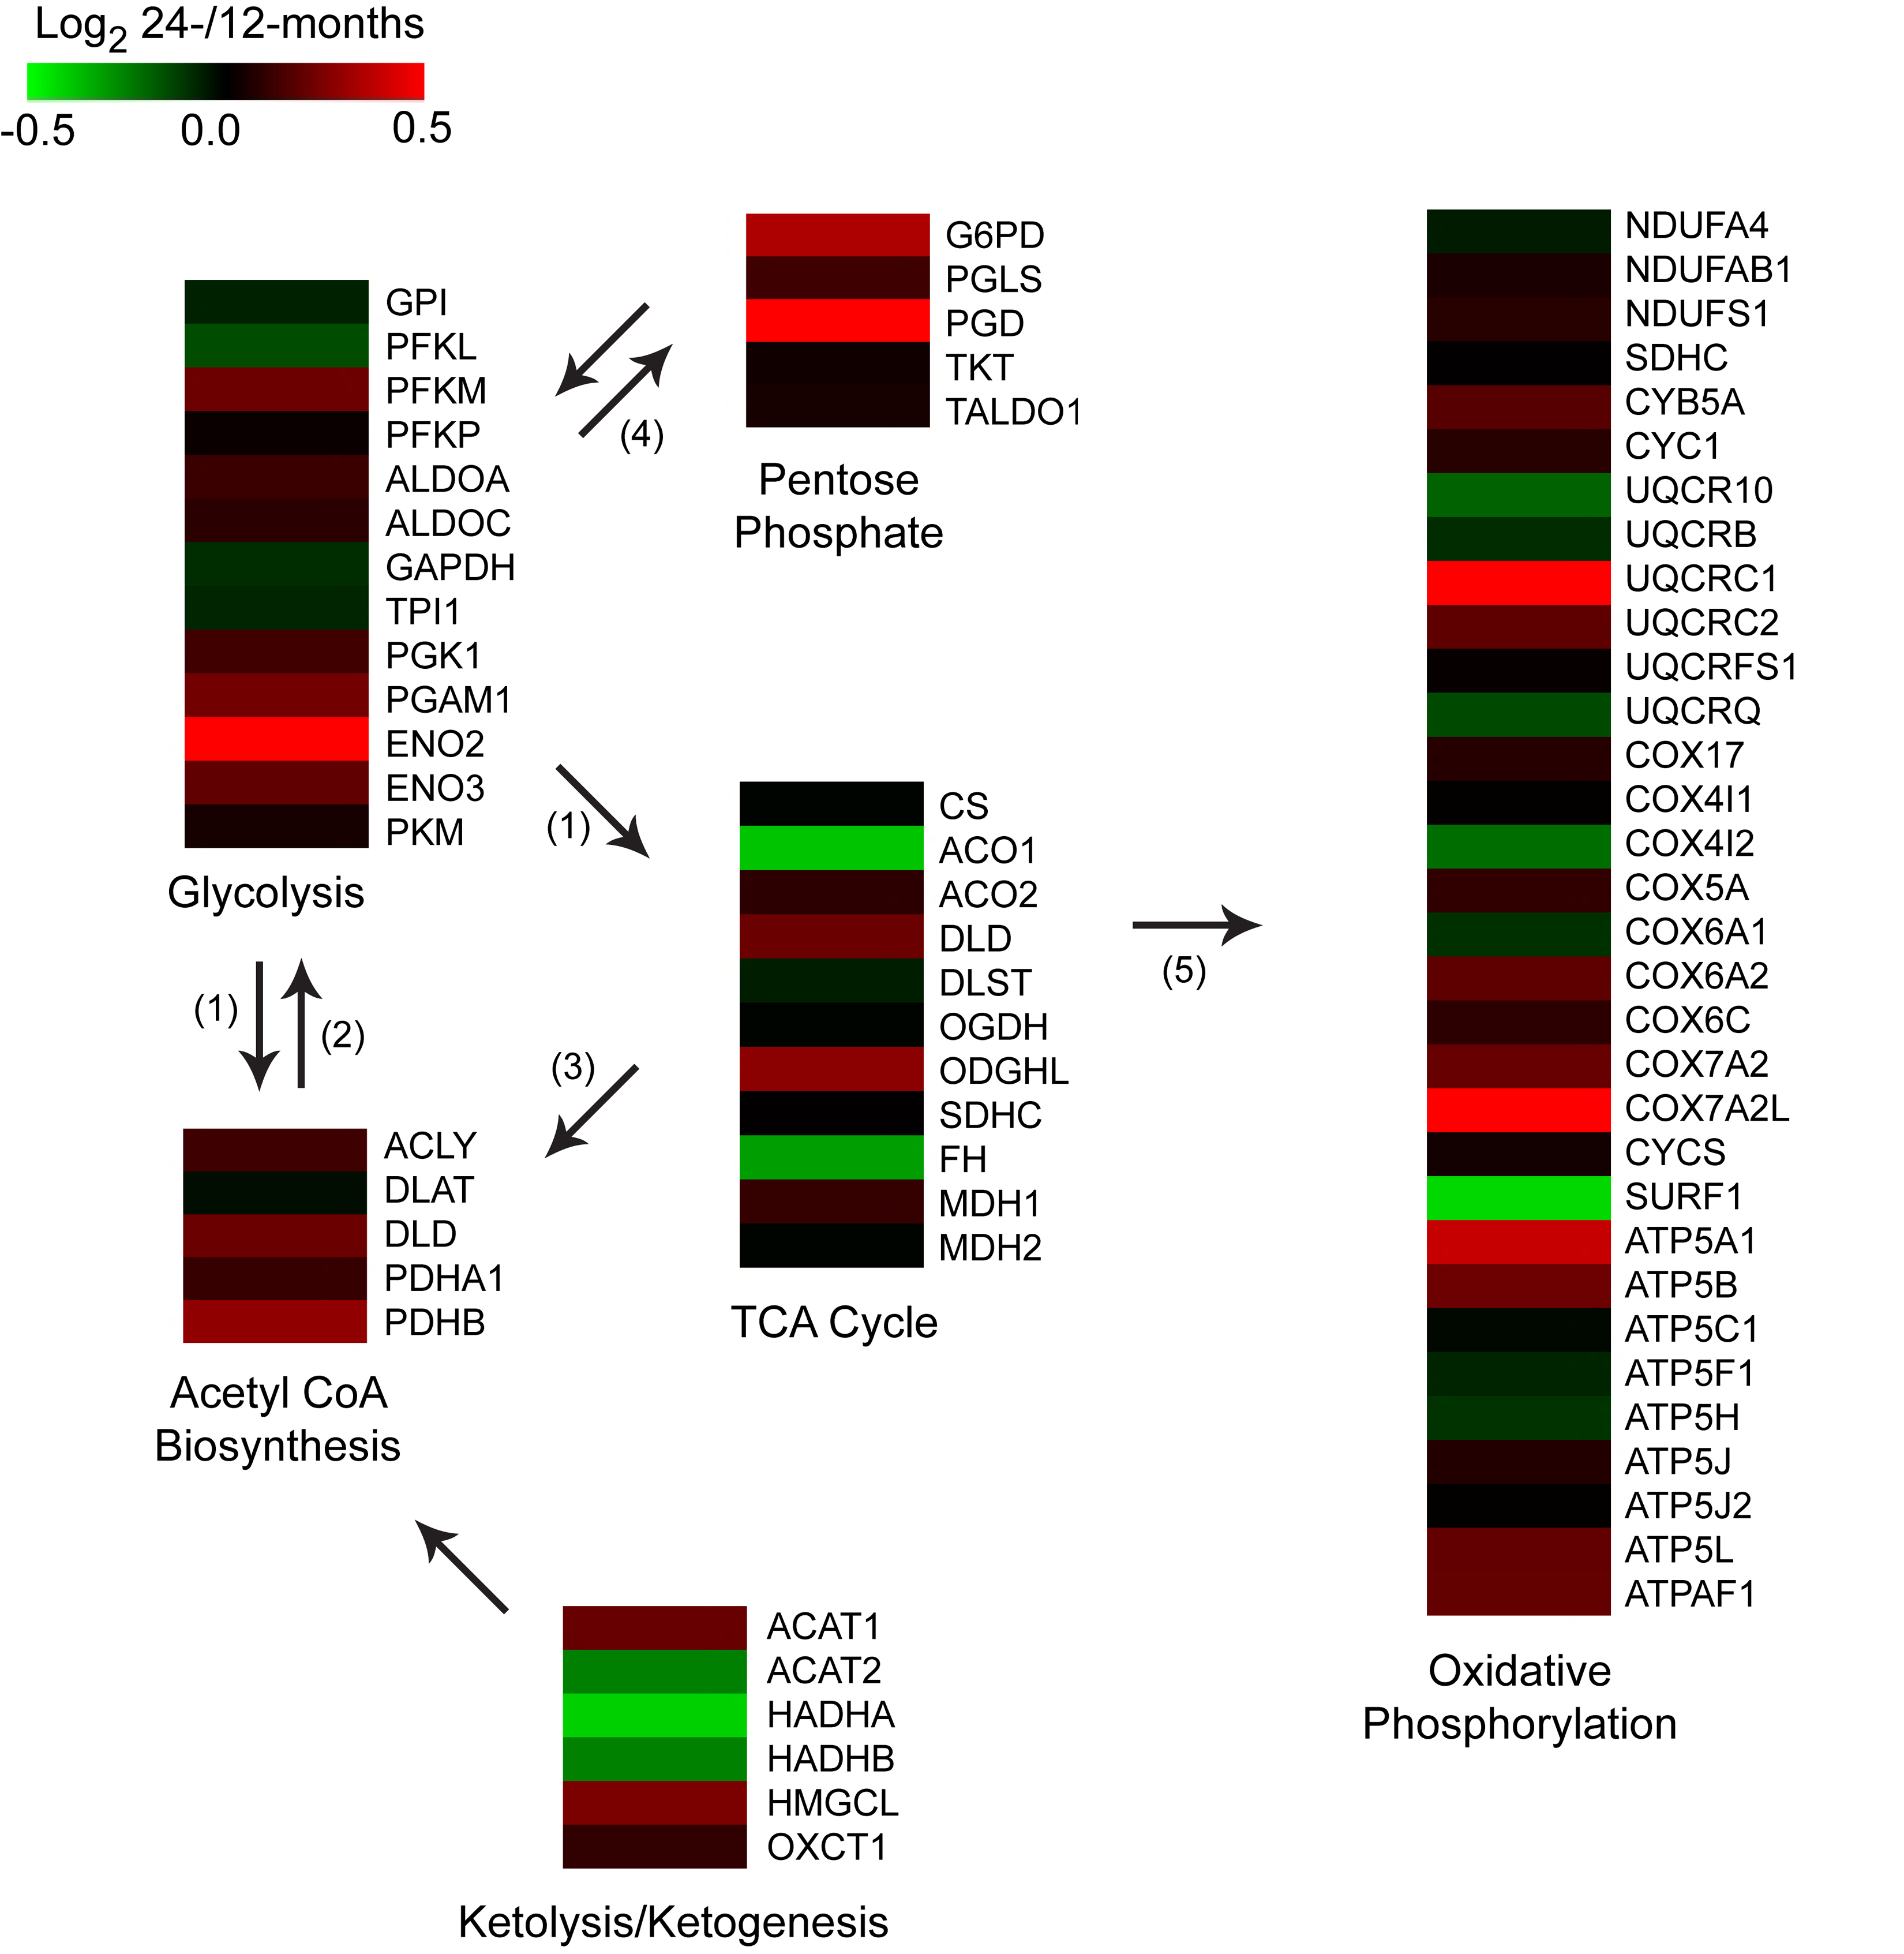 Log2 24-/12-months
-0.5 0.0 0.5
GPI
PFKL
PFKM
PFKP
ALDOA
ALDOC
GAPDH
TPI1
PGK1
PGAM1
ENO2
ENO3
PKM
Glycolysis
(4)
G6PD
PGLS
PGD
TKT
TALDO1
Pentose
Phosphate
(1)
(1)
(2)
(3)
CS
ACO1
ACO2
DLD
DLST
OGDH
ODGHL
SDHC
FH
MDH1
MDH2
TCA Cycle
(5)
ACLY
DLAT
DLD
PDHA1
PDHB
Acetyl CoA
Biosynthesis
ACAT1
ACAT2
HADHA
HADHB
HMGCL
OXCT1
Ketolysis/Ketogenesis
NDUFA4
NDUFAB1
NDUFS1
SDHC
CYB5A
CYC1
UQCR10
UQCRB
UQCRC1
UQCRC2
UQCRFS1
UQCRQ
COX17
COX4I1
COX4I2
COX5A
COX6A1
COX6A2
COX6C
COX7A2
COX7A2L
CYCS
SURF1
ATP5A1
ATP5B
ATP5C1
ATP5F1
ATP5H
ATP5J
ATP5J2
ATP5L
ATPAF1
Oxidative
Phosphorylation